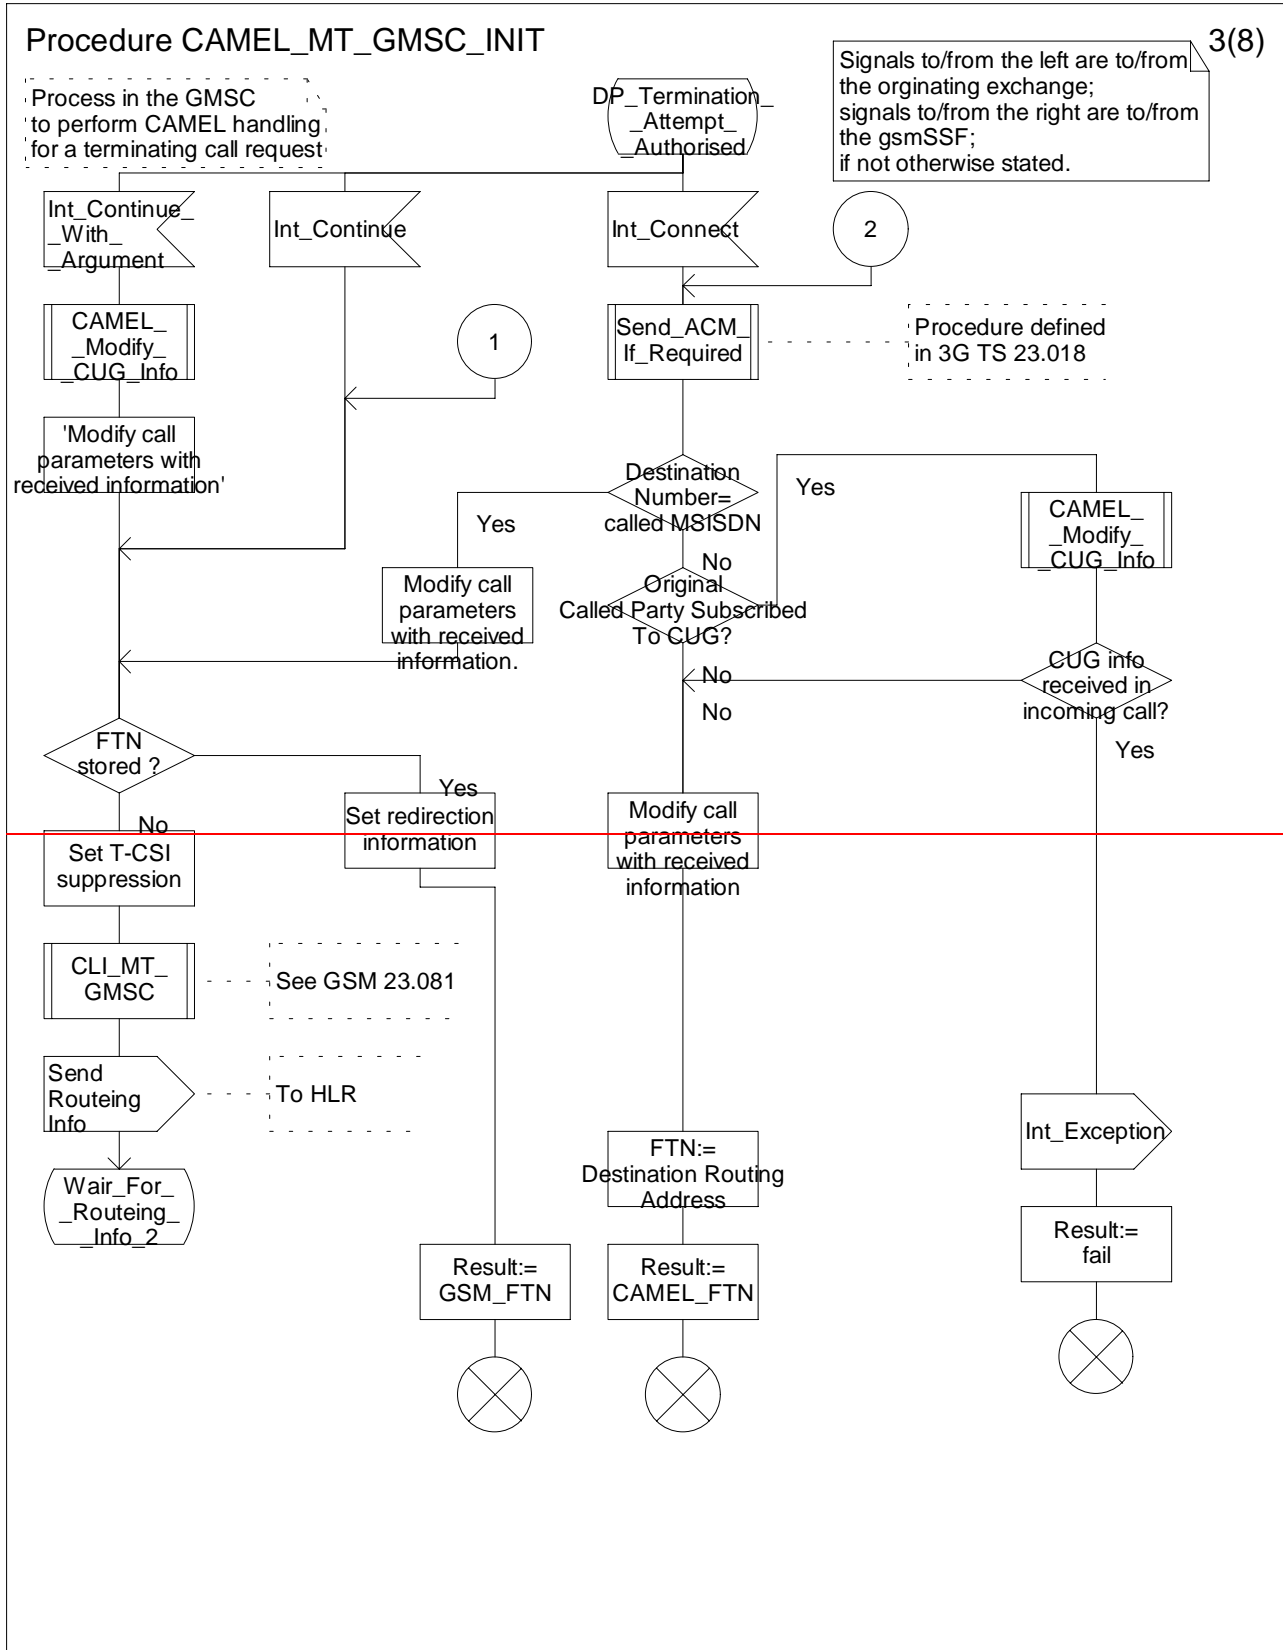 Procedure CAMEL_MT_GMSC_INIT
3(8)
Process in the GMSC
to perform CAMEL handling
for a terminating call request
DP_Termination_
_Attempt_
_Authorised
Signals to/from the left are to/from
the orginating exchange;
signals to/from the right are to/from
the gsmSSF;
if not otherwise stated.
Int_Continue_
_With_
_Argument
Int_Continue
Int_Connect
2
CAMEL_
_Modify_
_CUG_Info
1
Send_ACM_
If_Required
Procedure defined
in 3G TS 23.018
'Modify call
parameters with
received information'
Destination
Number=
called MSISDN
Yes
Yes
No
CAMEL_
_Modify_
_CUG_Info
Modify call
parameters
with received
information.
Original
Called Party Subscribed
To CUG?
No
No
CUG info
received in
incoming call?
Yes
FTN
stored ?
Yes
No
Set redirection
information
Modify call
parameters
with received
information
Set T-CSI
suppression
CLI_MT_
GMSC
See GSM 23.081
Send
Routeing
Info
To HLR
Int_Exception
FTN:=
Destination Routing
Address
Wair_For_
_Routeing_
_Info_2
Result:=
fail
Result:=
GSM_FTN
Result:=
CAMEL_FTN